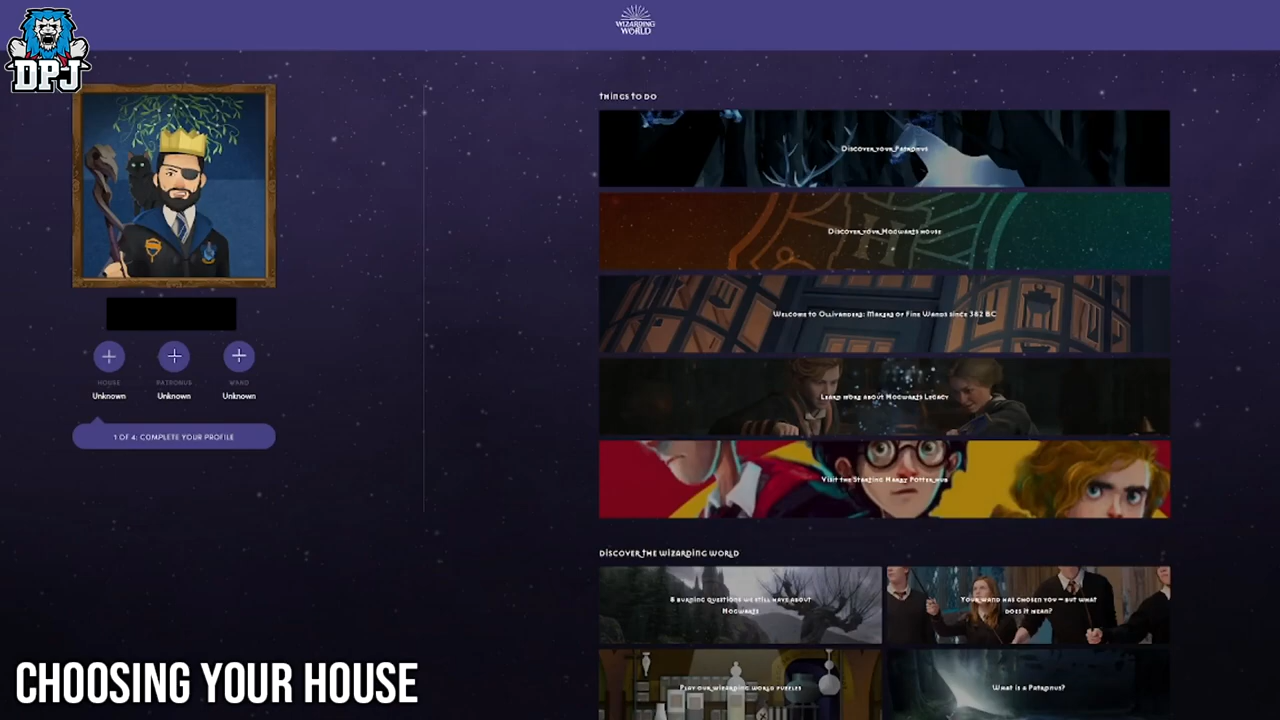 DPJ
WIZARDING
WORLD
THINGS TO DO
Discover your Patronus
Discover your Hogwarts house
Welcome to Ollivanders: Makers of Fine Wands since 382 BC
Learn more about Hogwarts Legacy
Visit the Starting Harry Potter hub
HOUSE
PATRONUS
WAND
Unknown
Unknown
Unknown
1 OF 4: COMPLETE YOUR PROFILE
DISCOVER THE WIZARDING WORLD
8 burning questions we still have about
Hogwarts
Your wand has chosen you – but what
does it mean?
Play our wizarding world puzzles
What is a Patronus?
CHOOSING YOUR HOUSE